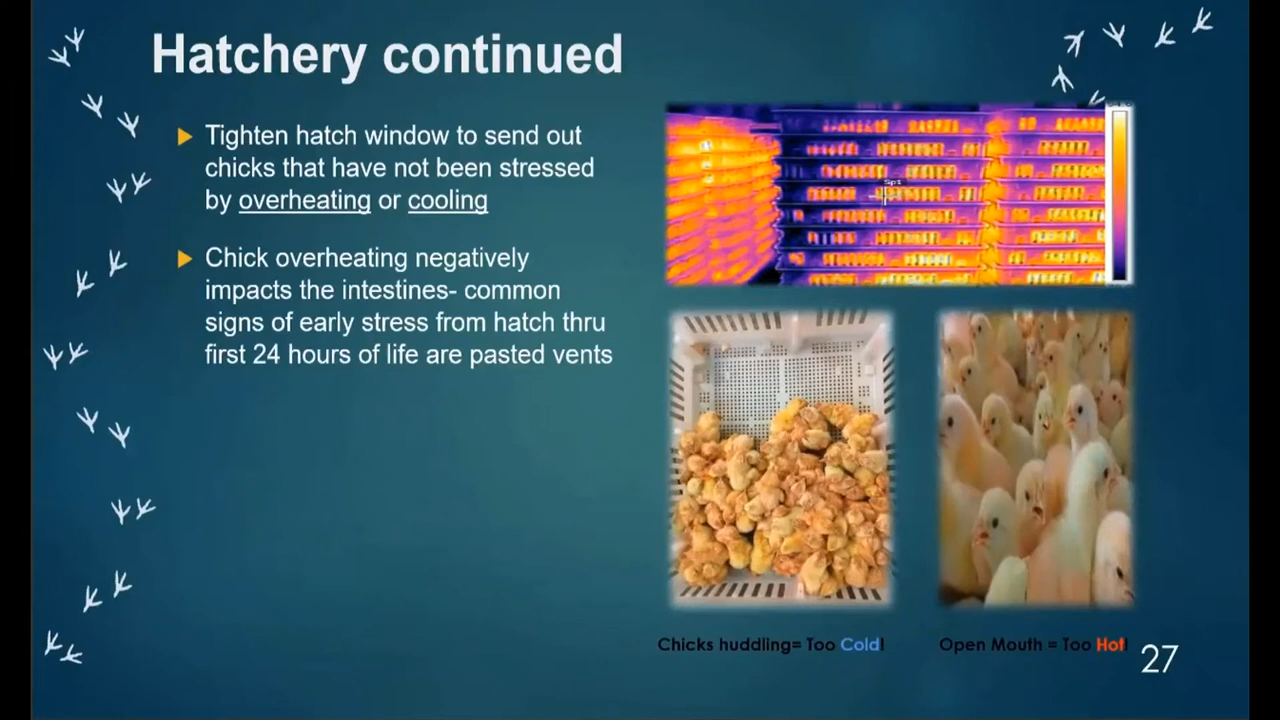 Hatchery continued
Tighten hatch window to send out
chicks that have not been stressed
by overheating or cooling
Chick overheating negatively
impacts the intestines- common
signs of early stress from hatch thru
first 24 hours of life are pasted vents
Sp1
Chicks huddling= Too Cold!
Open Mouth = Too Hot!
27